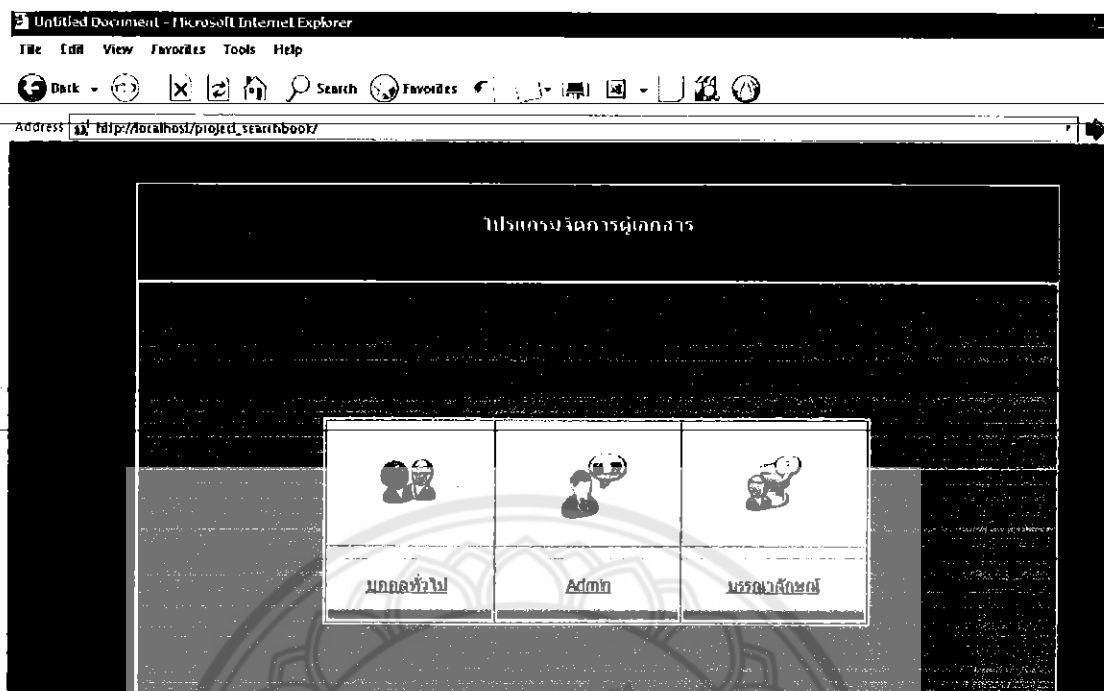 Untitled Document - Microsoft Internet Explorer
File Edit View Favorites Tools Help
Back Search Favorites
Address http://localhost/project_searchbook/
โปรแกรมจัดการตู้เอกสาร
บุคคลทั่วไป Admin บรรณารักษณ์